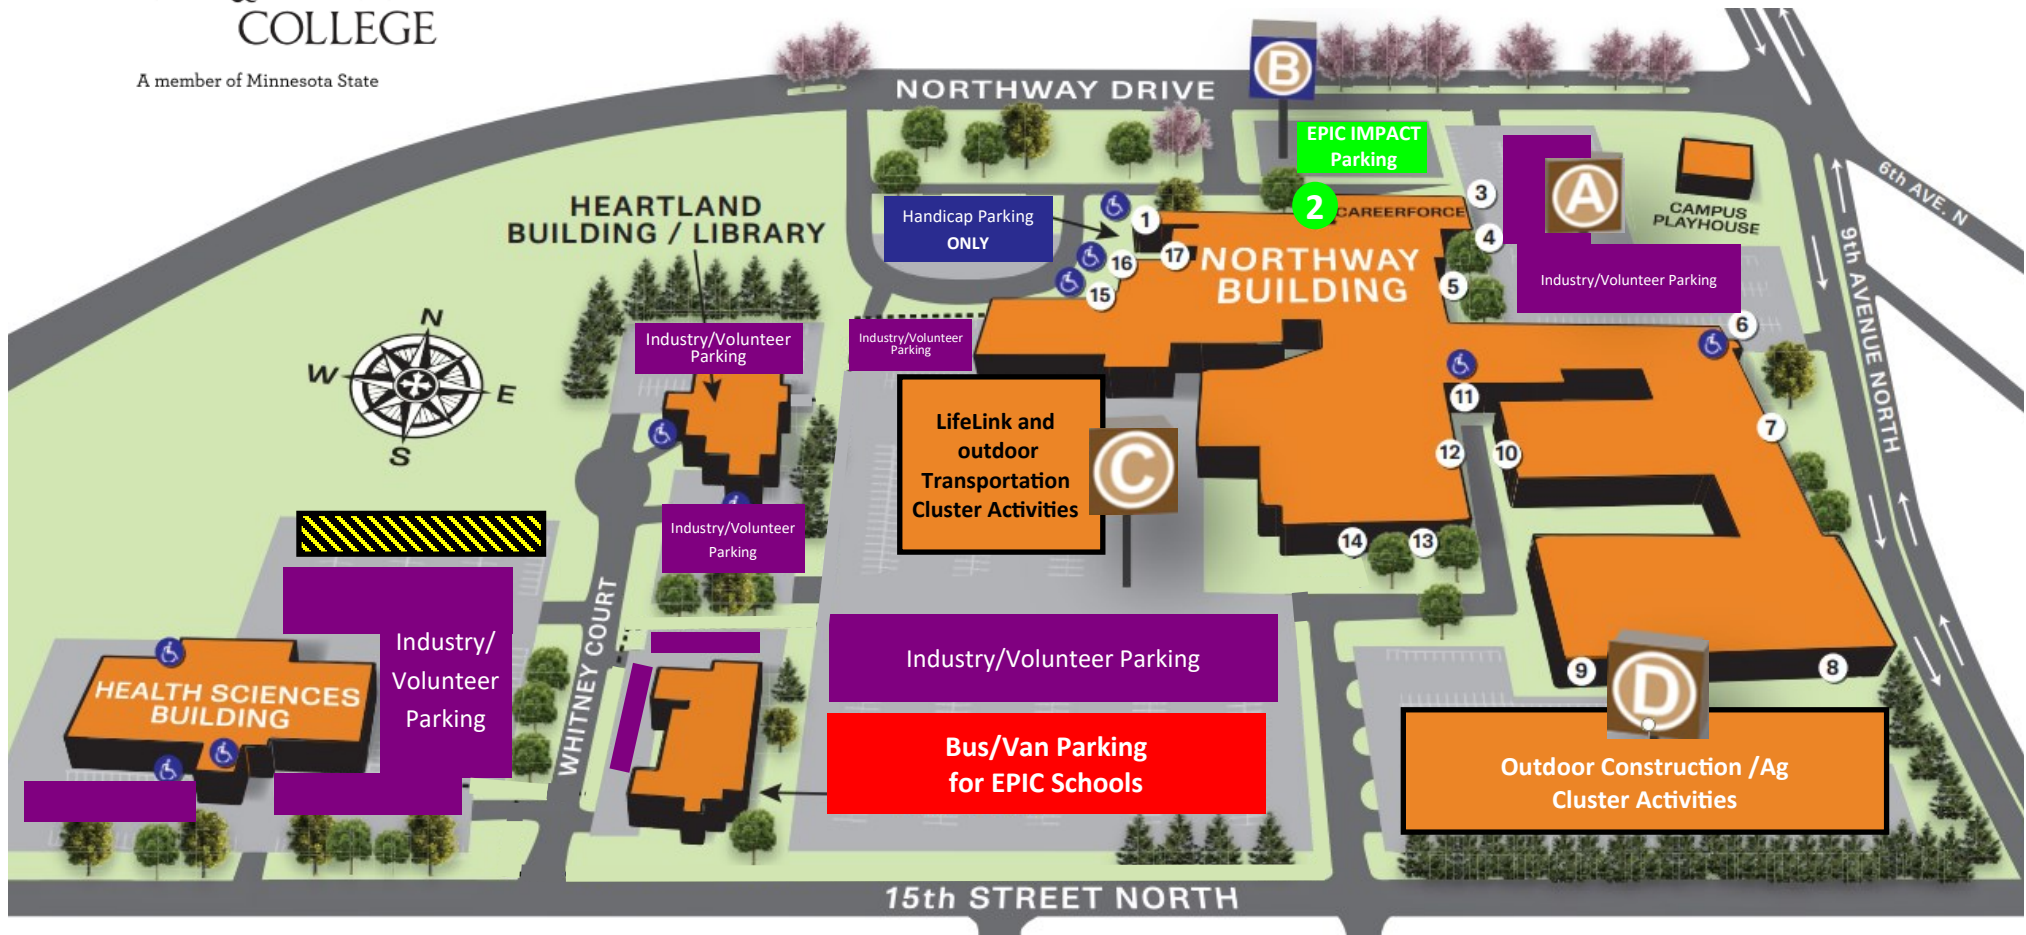 &
COLLEGE
A member of Minnesota State
NORTHWAY DRIVE
B
EPIC IMPACT
Parking
2
CAREERFORCE
3
A
CAMPUS
PLAYHOUSE
6th AVE. N
9th AVENUE NORTH
HEARTLAND
BUILDING / LIBRARY
Handicap Parking
ONLY
1
16
17
15
NORTHWAY
BUILDING
4
5
Industry/Volunteer Parking
6
N
W
E
S
Industry/Volunteer
Parking
Industry/Volunteer
Parking
LifeLink and
outdoor
Transportation
Cluster Activities
C
11
12
10
7
14
13
Industry/Volunteer
Parking
WHITNEY COURT
Industry/
Volunteer
Parking
HEALTH SCIENCES
BUILDING
Industry/Volunteer Parking
Bus/Van Parking
for EPIC Schools
9
D
8
Outdoor Construction /Ag
Cluster Activities
15th STREET NORTH